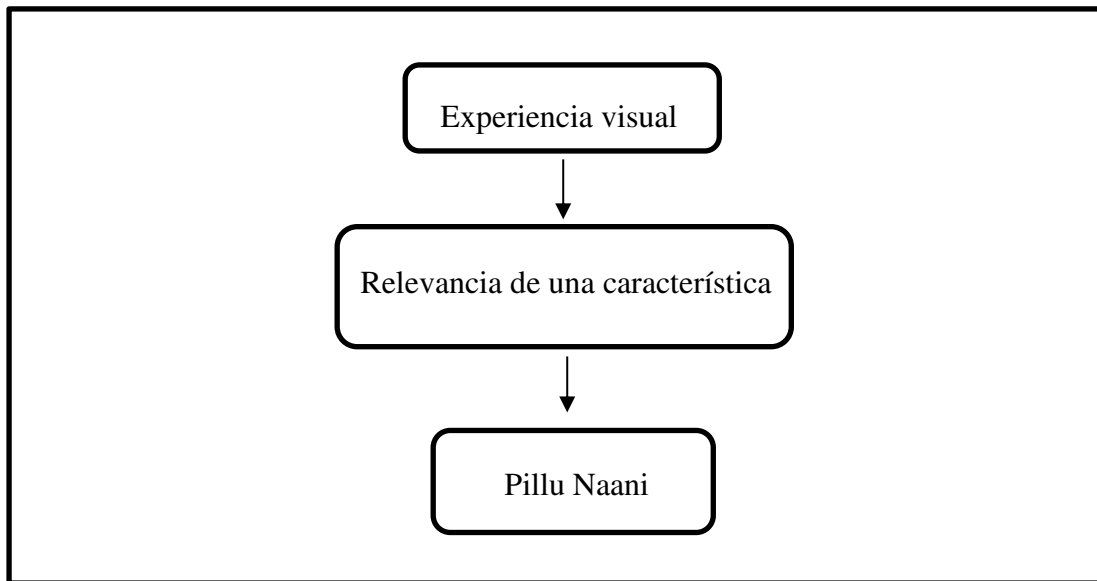 Experiencia visual
Relevancia de una característica
Pillu Naani